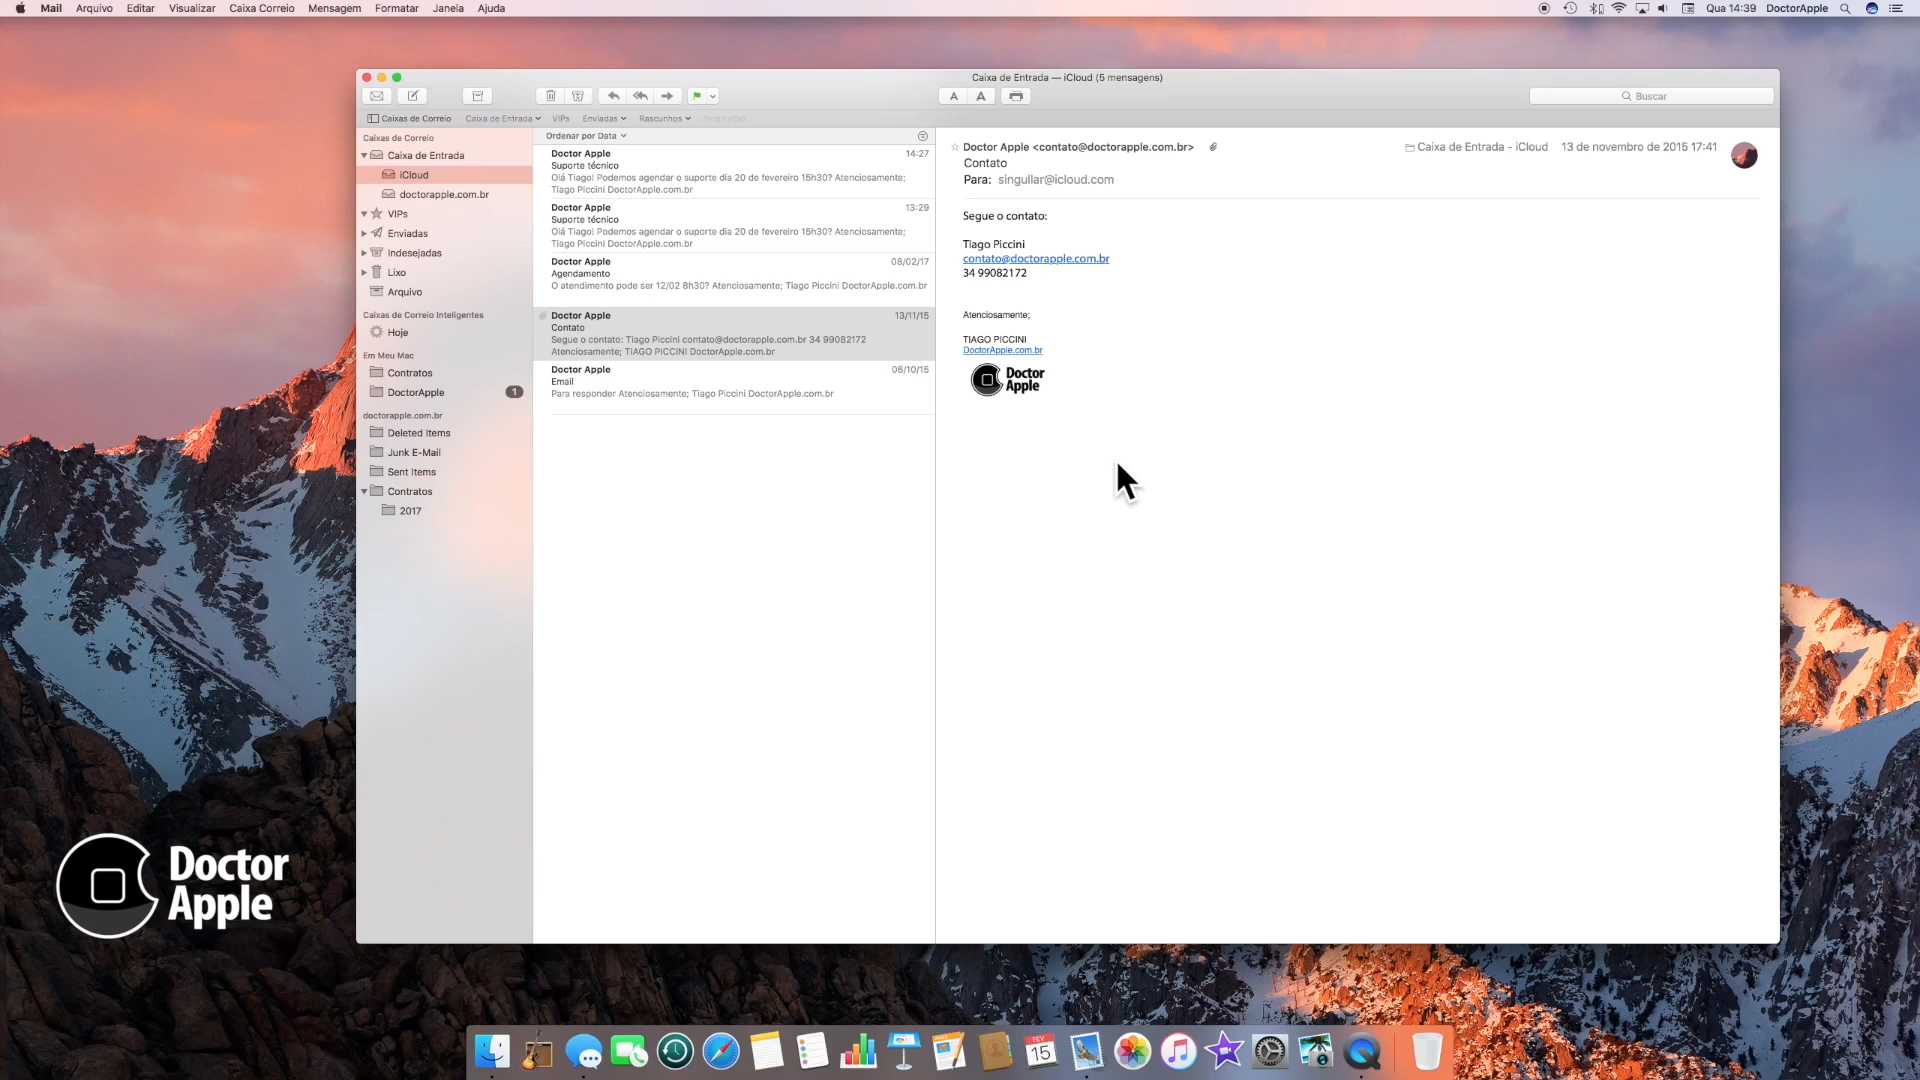 Mail Arquivo Editar Visualizar Caixa Correio Mensagem Formatar Janela Ajuda
Qua 14:39 DoctorApple
Caixa de Entrada — iCloud (5 mensagens)
A A
Buscar
Caixas de Correio Caixa de Entrada VIPs Enviadas Rascunhos
Caixas de Correio
Caixa de Entrada
iCloud
doctorapple.com.br
VIPs
Enviadas
Indesejadas
Lixo
Arquivo
Caixas de Correio Inteligentes
Hoje
Em Meu Mac
Contratos
DoctorApple 1
doctorapple.com.br
Deleted Items
Junk E-Mail
Sent Items
Contratos
2017
Ordenar por Data
Doctor Apple 14:27
Suporte técnico
Olá Tiago! Podemos agendar o suporte dia 20 de fevereiro 15h30? Atenciosamente;
Tiago Piccini DoctorApple.com.br
Doctor Apple 13:29
Suporte técnico
Olá Tiago! Podemos agendar o suporte dia 20 de fevereiro 15h30? Atenciosamente;
Tiago Piccini DoctorApple.com.br
Doctor Apple 08/02/17
Agendamento
O atendimento pode ser 12/02 8h30? Atenciosamente; Tiago Piccini DoctorApple.com.br
Doctor Apple 13/11/15
Contato
Segue o contato: Tiago Piccini contato@doctorapple.com.br 34 99082172
Atenciosamente; TIAGO PICCINI DoctorApple.com.br
Doctor Apple 06/10/15
Email
Para responder Atenciosamente; Tiago Piccini DoctorApple.com.br
Doctor Apple <contato@doctorapple.com.br> Caixa de Entrada - iCloud 13 de novembro de 2015 17:41
Contato
Para: singullar@icloud.com
Segue o contato:
Tiago Piccini
contato@doctorapple.com.br
34 99082172
Atenciosamente;
TIAGO PICCINI
DoctorApple.com.br
Doctor
Apple
Doctor
Apple
FEV
15